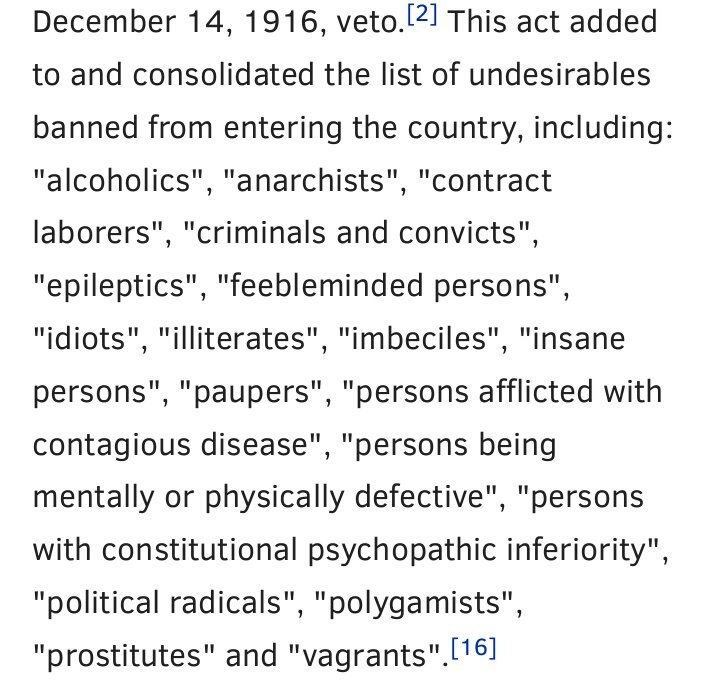 December 14, 1916, veto.[2] This act added
to and consolidated the list of undesirables
banned from entering the country, including:
"alcoholics", "anarchists", "contract
laborers", "criminals and convicts",
"epileptics", "feebleminded persons",
"idiots", "illiterates", "imbeciles", "insane
persons", "paupers", "persons afflicted with
contagious disease", "persons being
mentally or physically defective", "persons
with constitutional psychopathic inferiority",
"political radicals", "polygamists",
"prostitutes" and "vagrants".[16]